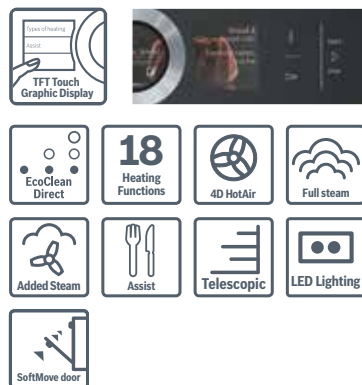 Types of heating
Assist
TFT Touch
Graphic Display
EcoClean
Direct
18
Heating
Functions
4D HotAir
Full steam
Added Steam
Assist
Telescopic
LED Lighting
SoftMove door